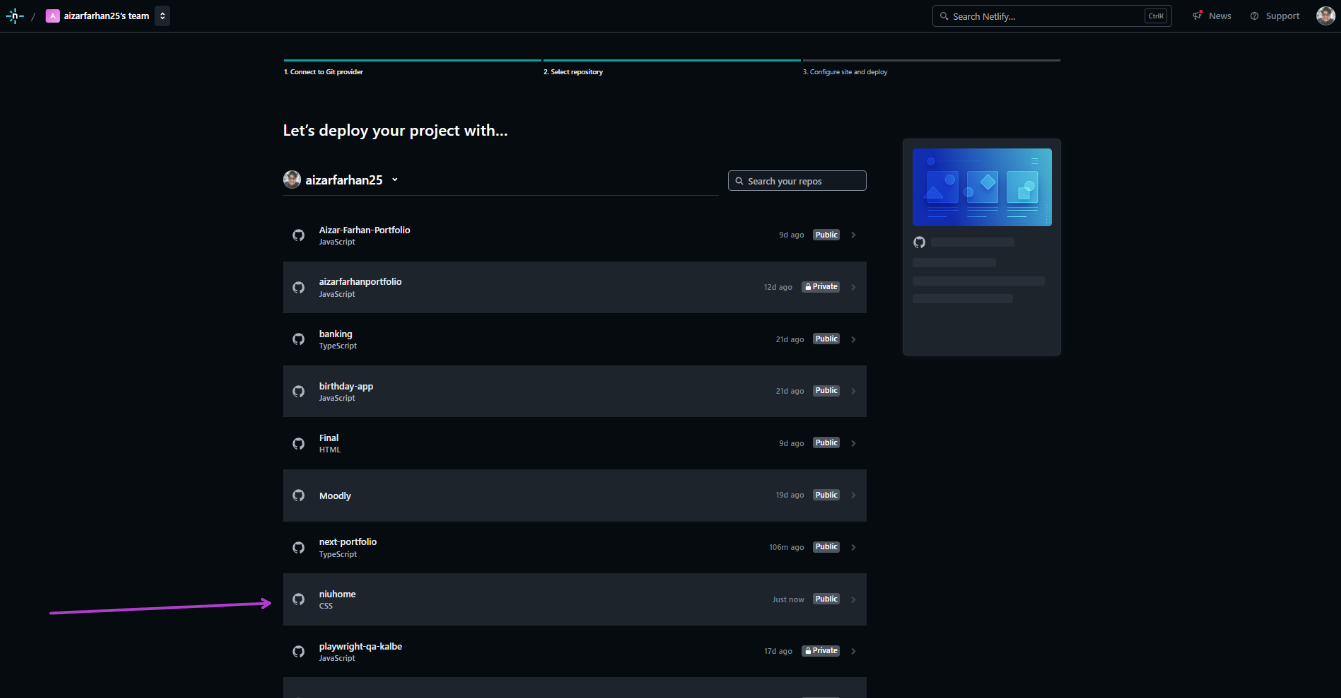 / A aizarfarhan25's team
Search Netlify... Ctrl K News Support
1. Connect to Git provider
2. Select repository
3. Configure site and deploy
Let's deploy your project with...
aizarfarhan25
Search your repos
Aizar-Farhan-Portfolio
JavaScript
9d ago Public
aizarfarhanportfolio
JavaScript
12d ago Private
banking
TypeScript
21d ago Public
birthday-app
JavaScript
21d ago Public
Final
HTML
9d ago Public
Moodly
19d ago Public
next-portfolio
TypeScript
106m ago Public
niuhome
CSS
Just now Public
playwright-qa-kalbe
JavaScript
17d ago Private